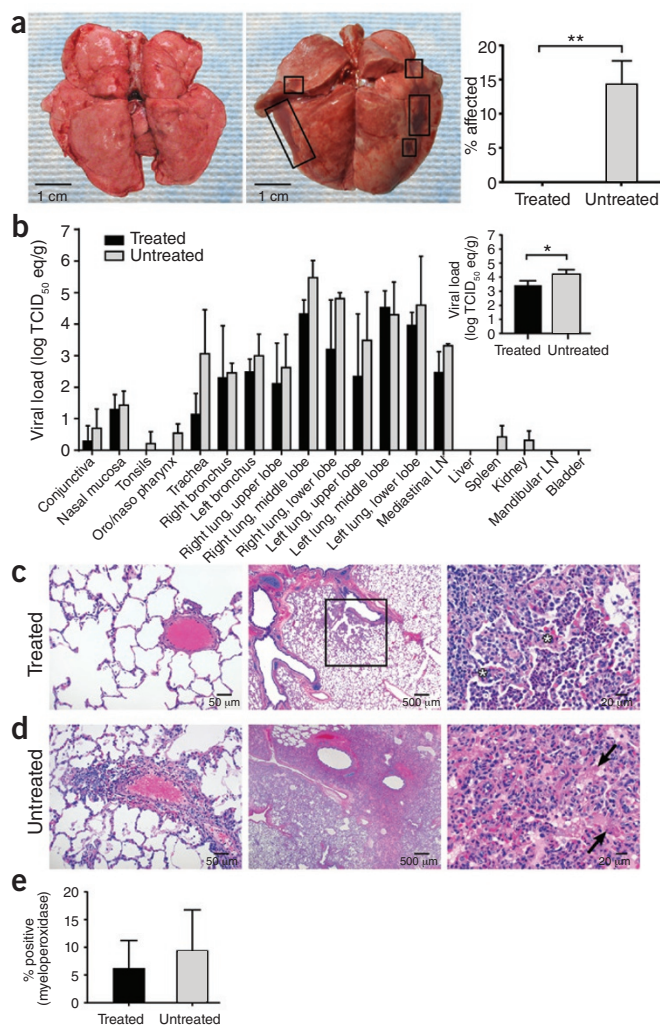 a
1 cm
1 cm
% affected
20
15
10
5
0
**
Treated
Untreated
b
Treated
Untreated
Viral load (log TCID50 eq/g)
7
6
5
4
3
2
1
0
Conjunctiva
Nasal mucosa
Tonsils
Oro/naso pharynx
Trachea
Right bronchus
Left bronchus
Right lung, upper lobe
Right lung, middle lobe
Right lung, lower lobe
Left lung, upper lobe
Left lung, middle lobe
Left lung, lower lobe
Mediastinal LN
Liver
Spleen
Kidney
Mandibular LN
Bladder
Viral load
(log TCID50 eq/g)
7
6
5
4
3
2
1
0
*
Treated
Untreated
c
Treated
50 µm
500 µm
*
*
20 µm
d
Untreated
50 µm
500 µm
20 µm
e
% positive
(myeloperoxidase)
20
15
10
5
0
Treated
Untreated